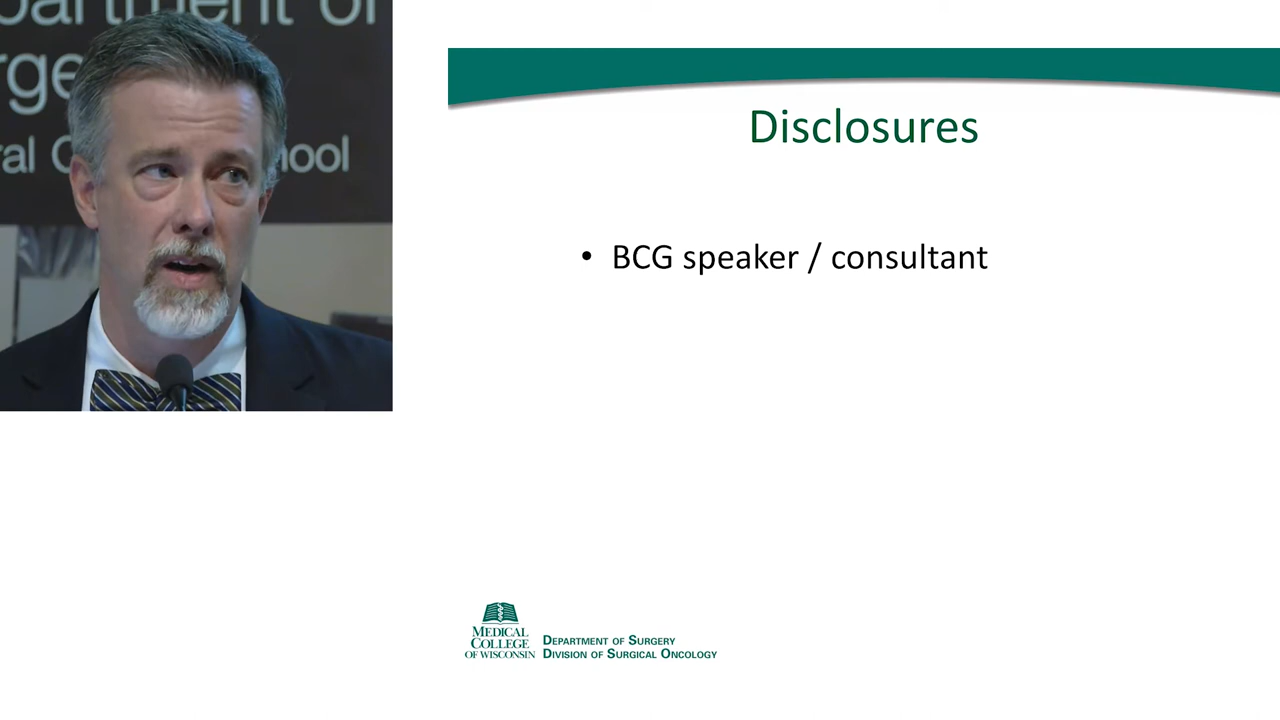 Disclosures
• BCG speaker / consultant
MEDICAL
COLLEGE
OF WISCONSIN
DEPARTMENT OF SURGERY
DIVISION OF SURGICAL ONCOLOGY